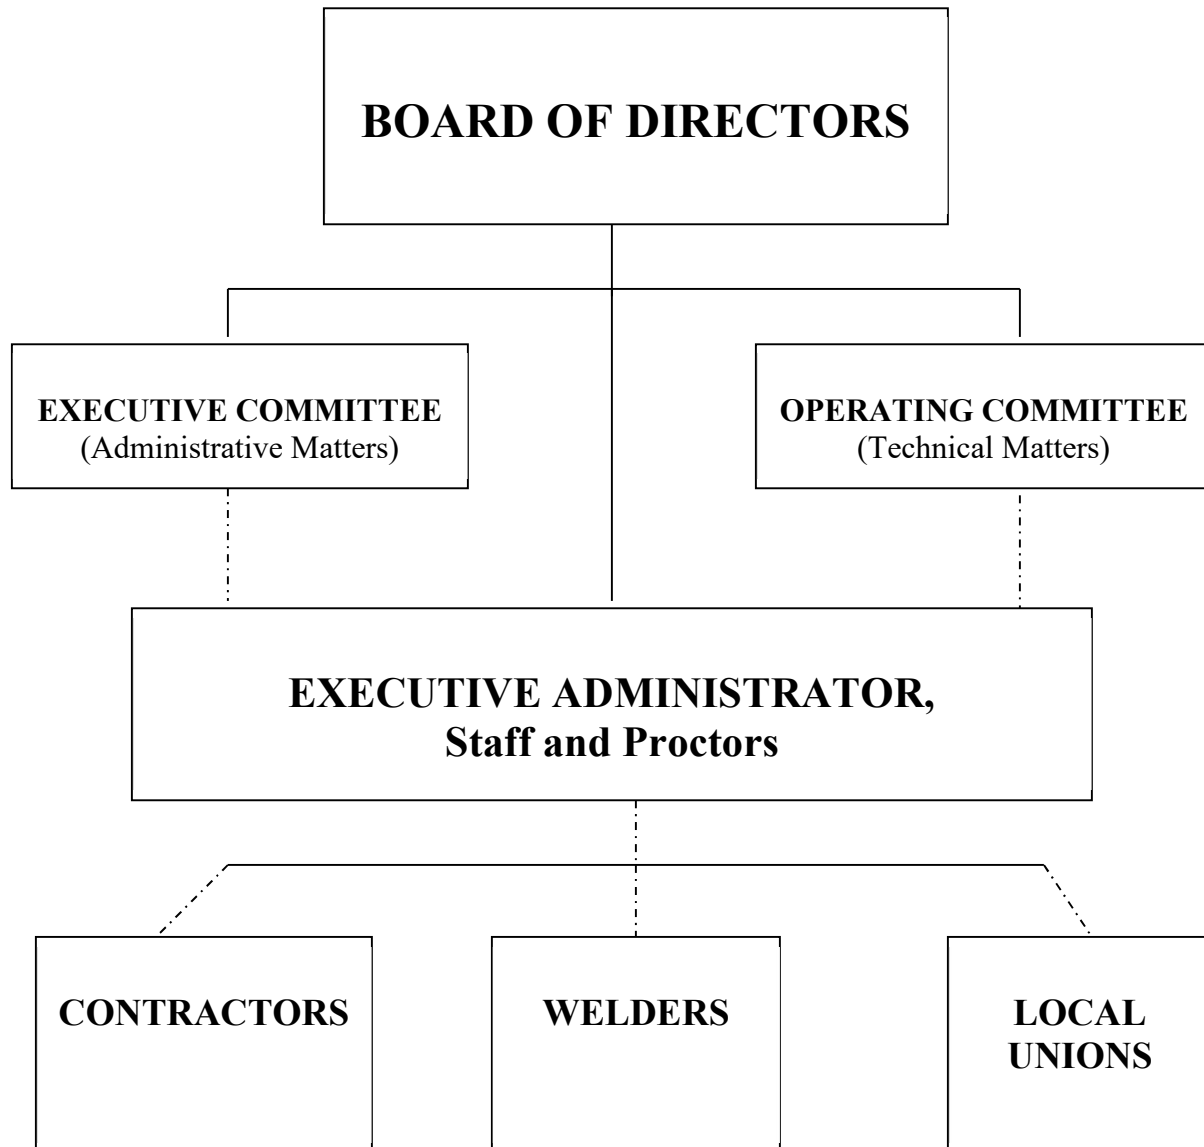 BOARD OF DIRECTORS
EXECUTIVE COMMITTEE
(Administrative Matters)
OPERATING COMMITTEE
(Technical Matters)
EXECUTIVE ADMINISTRATOR,
Staff and Proctors
CONTRACTORS
WELDERS
LOCAL
UNIONS